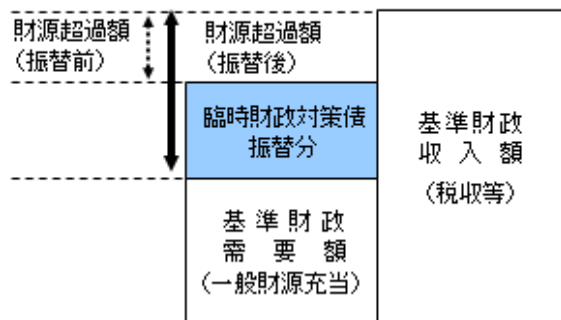 財源超過額
(振替前)
財源超過額
(振替後)
臨時財政対策債
振替分
基準財政
需要額
(一般財源充当)
基準財政
収入額
(税収等)